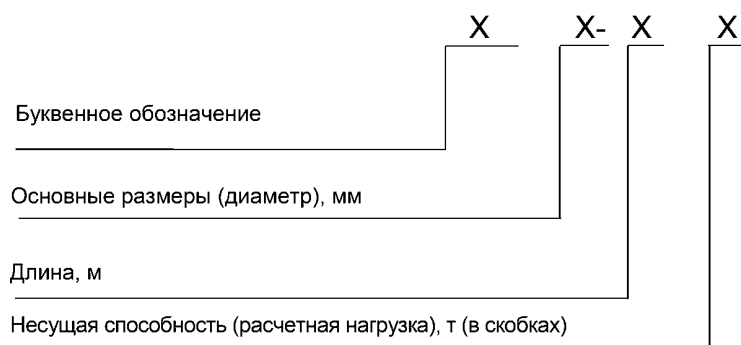 Х Х- Х Х
Буквенное обозначение
Основные размеры (диаметр), мм
Длина, м
Несущая способность (расчетная нагрузка), т (в скобках)